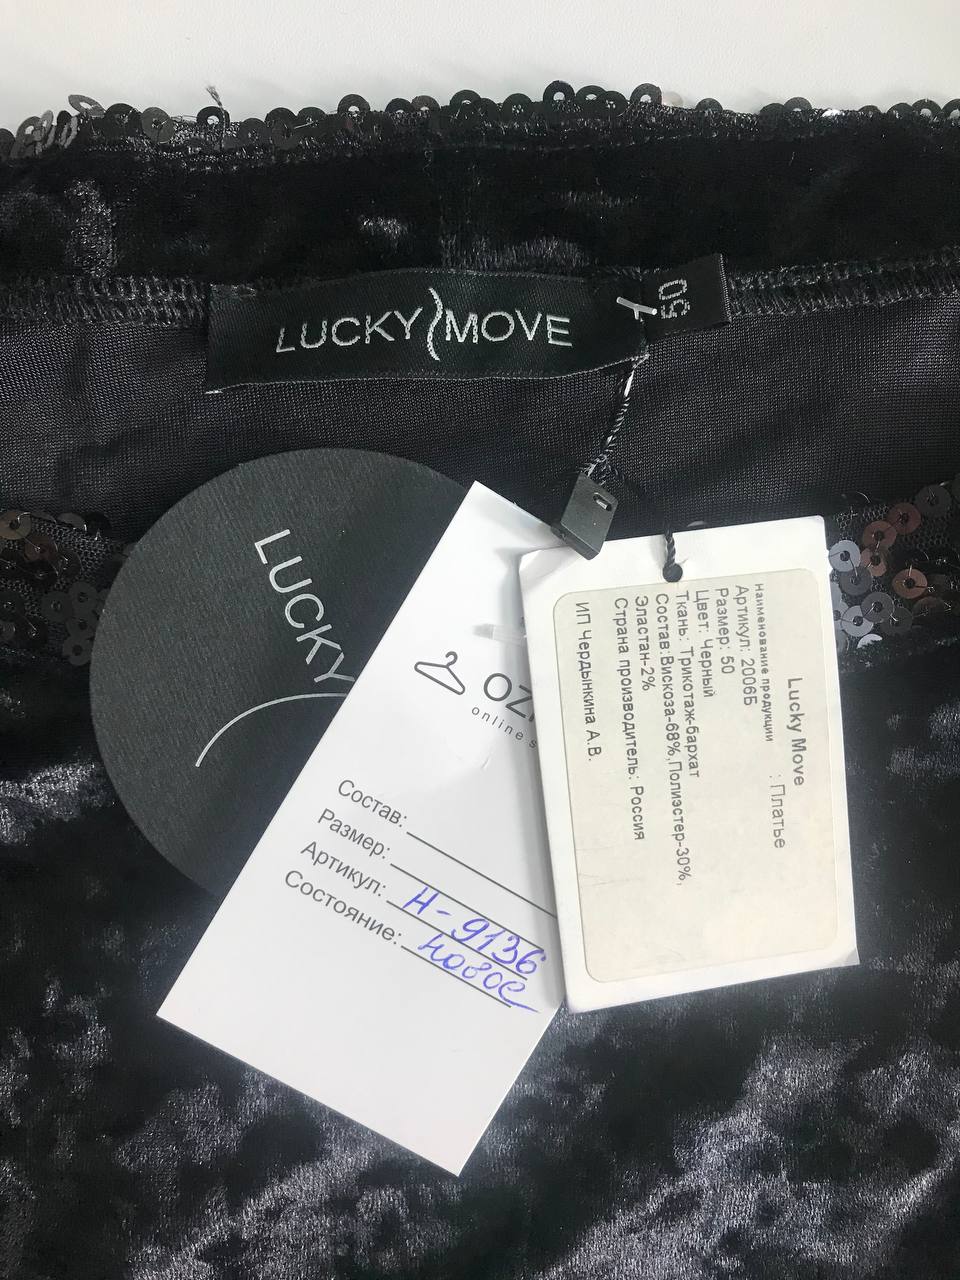 LUCKY MOVE
50
LUCKY
online
Состав:
Размер:
Артикул: Н-9136
Состояние: новое
Lucky Move
Наименование продукции : Платье
Артикул: 2006Б
Размер: 50
Цвет: Черный
Ткань: Трикотаж-бархат
Состав:Вискоза-68%,Полиэстер-30%,
Эластан-2%
Страна производитель: Россия
ИП Чердынкина А.В.